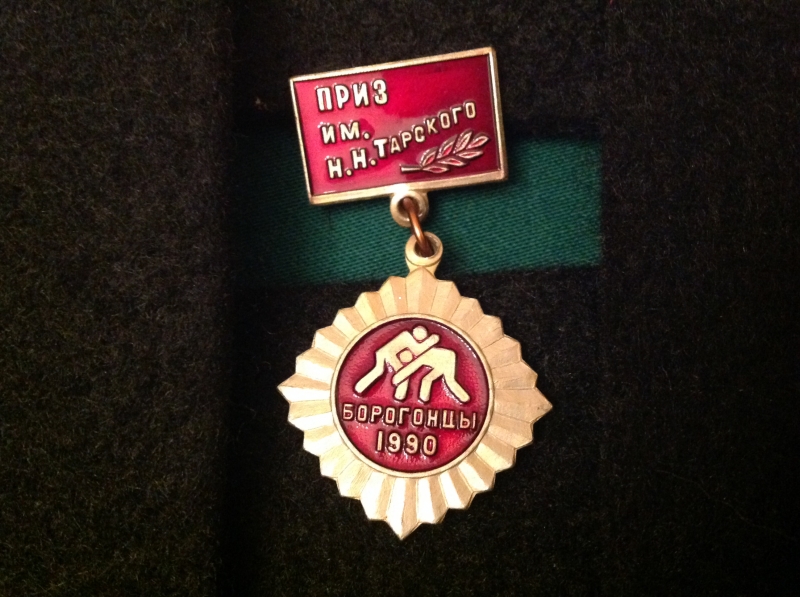 ПРИЗ
ИМ.
Н.Н.ТАРСКОГО
БОРОГОНЦЫ
1990